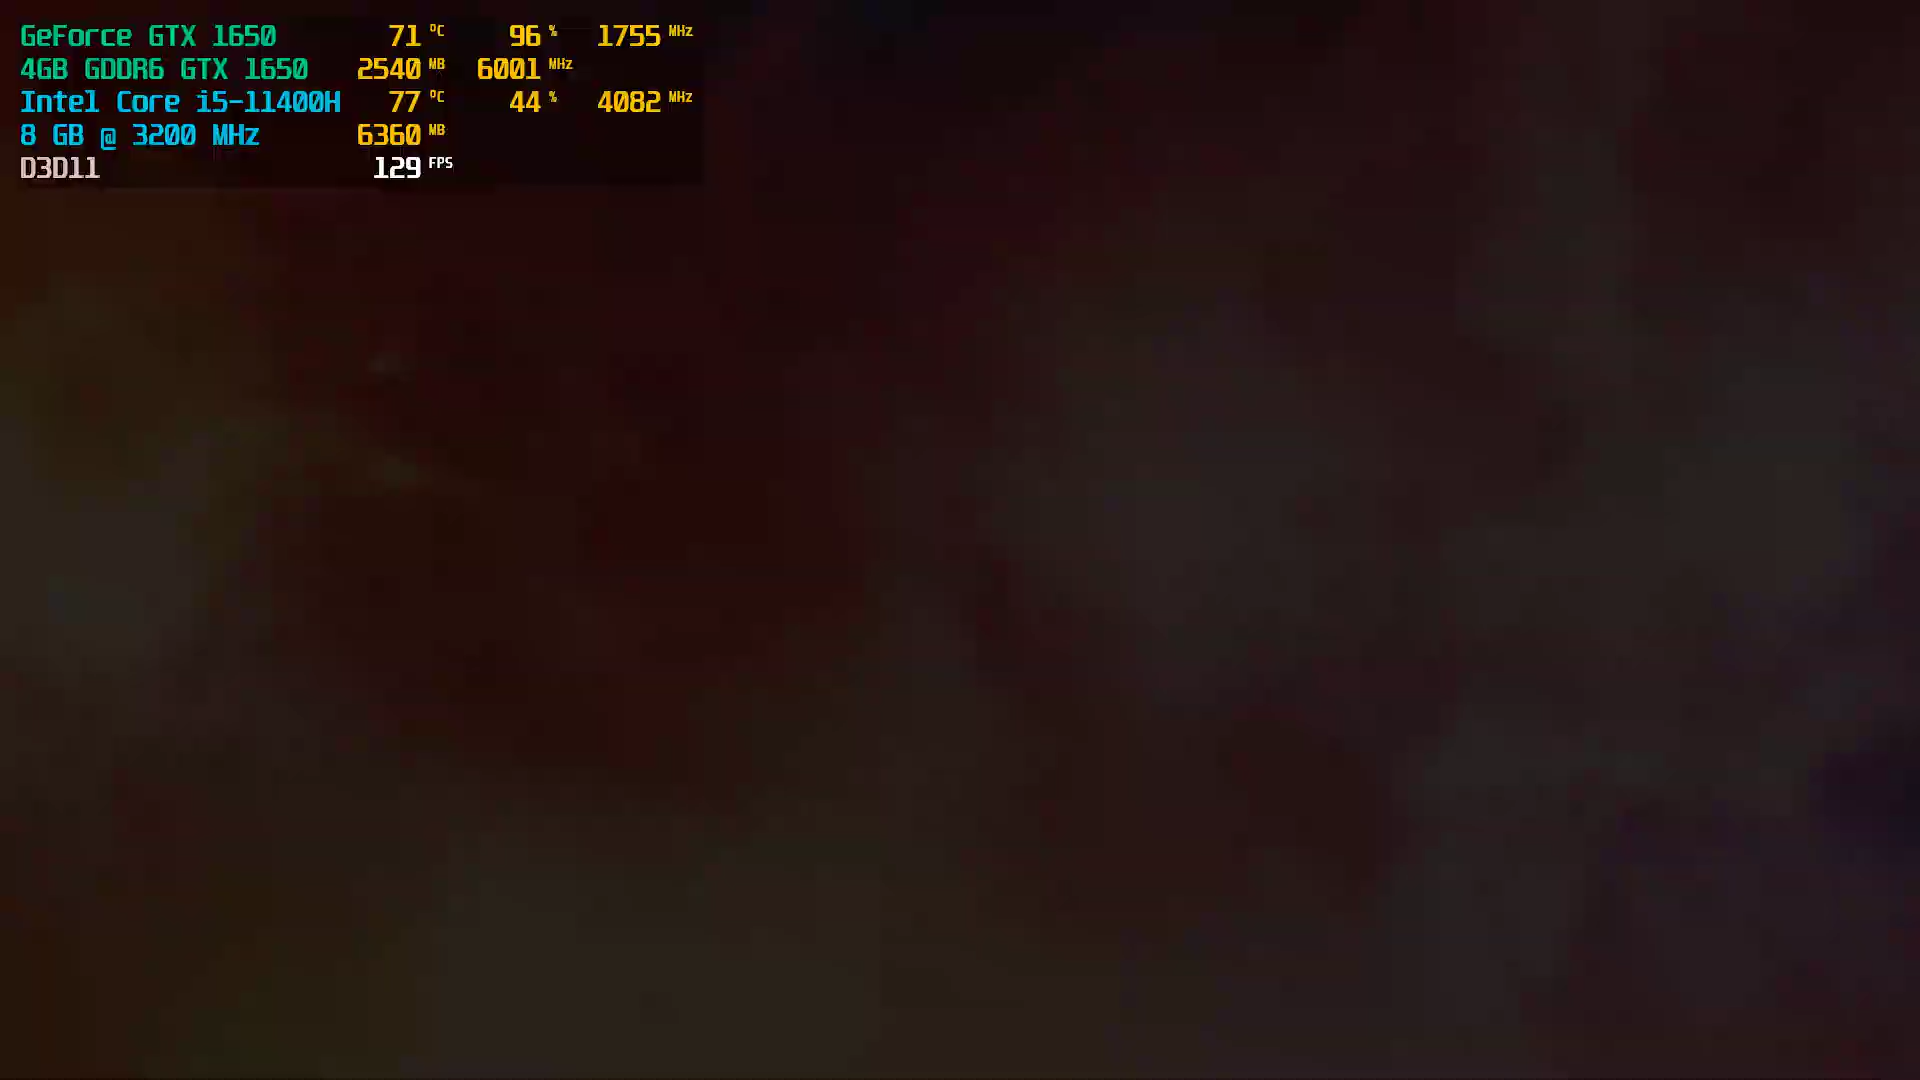 GeForce GTX 1650 71 °C 96 % 1755 MHz
4GB GDDR6 GTX 1650 2540 MB 6001 MHz
Intel Core i5-11400H 77 °C 44 % 4082 MHz
8 GB @ 3200 MHz 6360 MB
D3D11 129 FPS